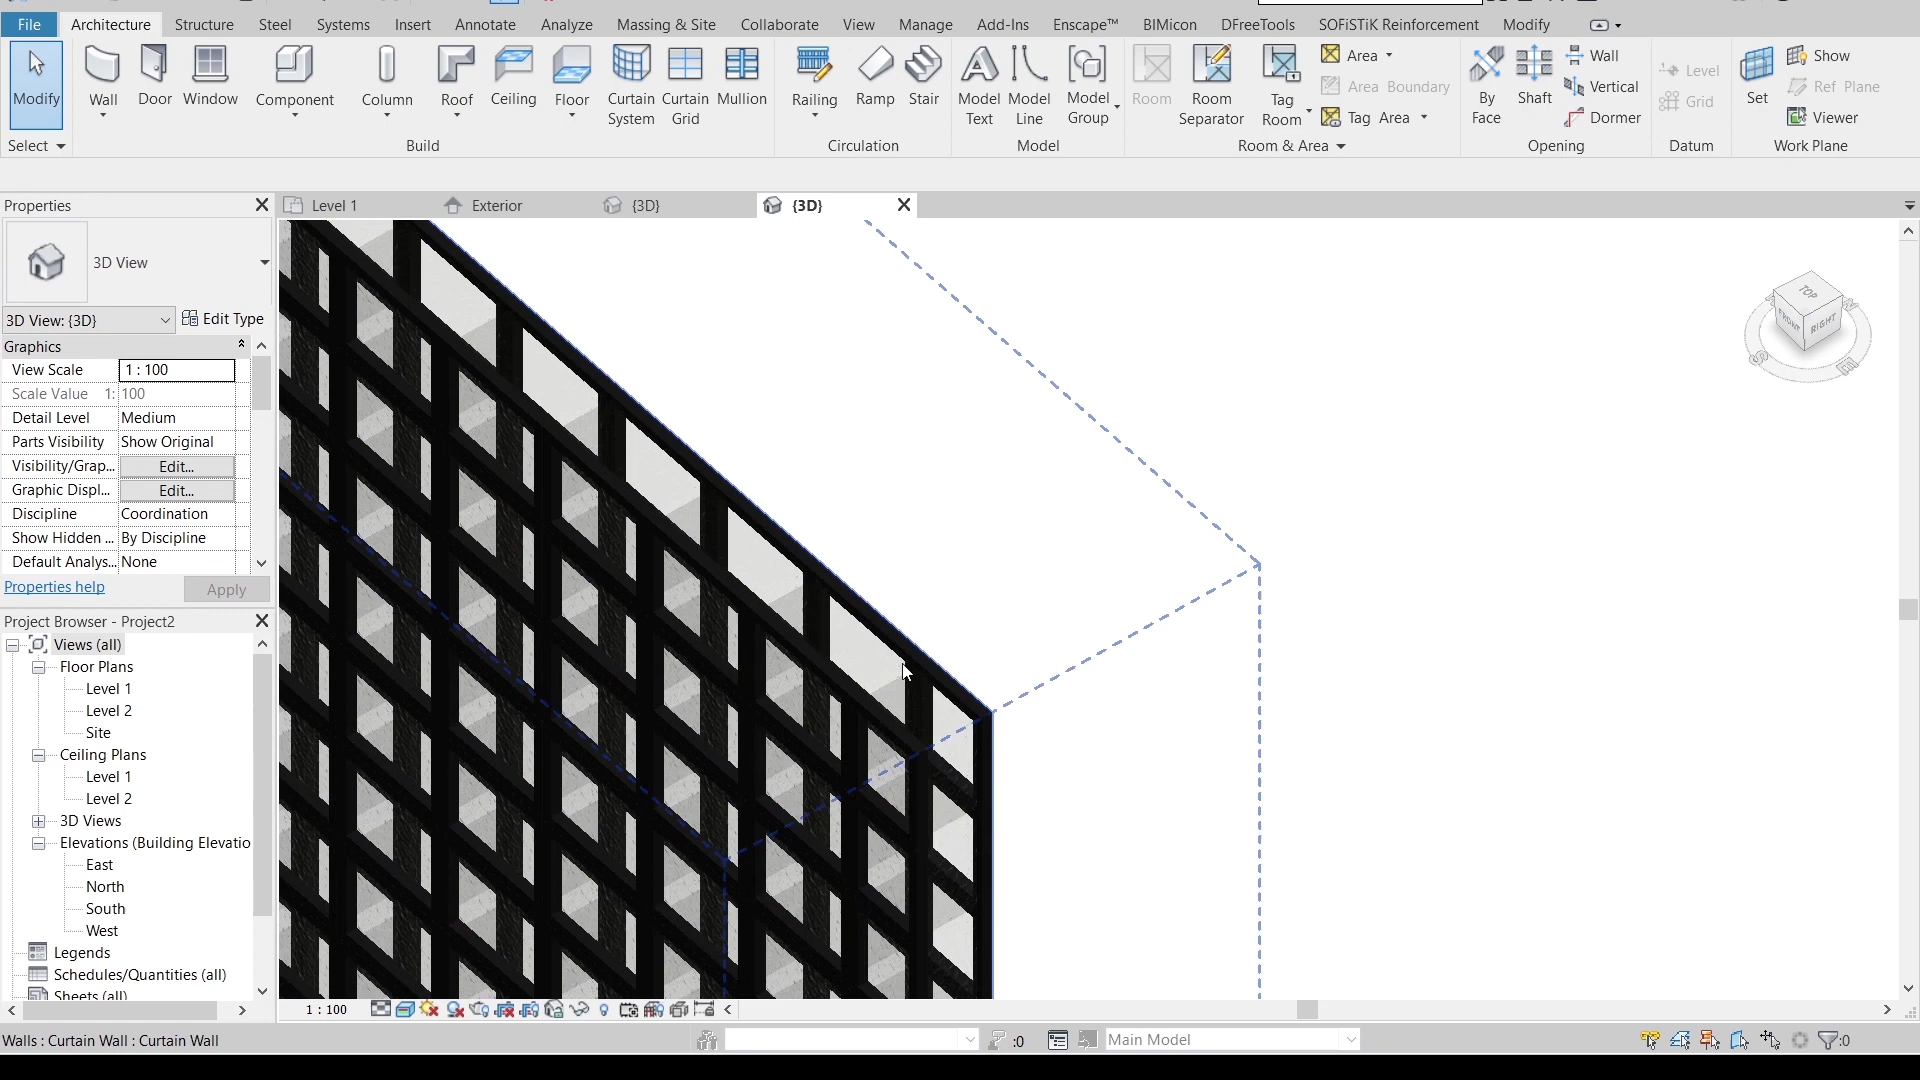 File Architecture Structure Steel Systems Insert Annotate Analyze Massing & Site Collaborate View Manage Add-Ins Enscape™ BIMicon DFreeTools SOFiSTiK Reinforcement Modify
Modify
Wall
Door
Window
Component
Column
Roof
Ceiling
Floor
Curtain System
Curtain Grid
Mullion
Railing
Ramp
Stair
Model Text
Model Line
Model Group
Room
Room Separator
Tag Room
Area
Area Boundary
Tag Area
By Face
Shaft
Wall
Vertical
Dormer
Level
Grid
Set
Show
Ref Plane
Viewer
Select
Build
Circulation
Model
Room & Area
Opening
Datum
Work Plane
Properties
Level 1
Exterior
{3D}
{3D}
3D View
3D View: {3D}
Edit Type
Graphics
View Scale 1 : 100
Scale Value 1: 100
Detail Level Medium
Parts Visibility Show Original
Visibility/Grap... Edit...
Graphic Displ... Edit...
Discipline Coordination
Show Hidden ... By Discipline
Default Analys... None
Properties help
Apply
Project Browser - Project2
Views (all)
Floor Plans
Level 1
Level 2
Site
Ceiling Plans
Level 1
Level 2
3D Views
Elevations (Building Elevatio
East
North
South
West
Legends
Schedules/Quantities (all)
Sheets (all)
TOP
FRONT
RIGHT
S
E
1 : 100
Walls : Curtain Wall : Curtain Wall
:0
Main Model
:0